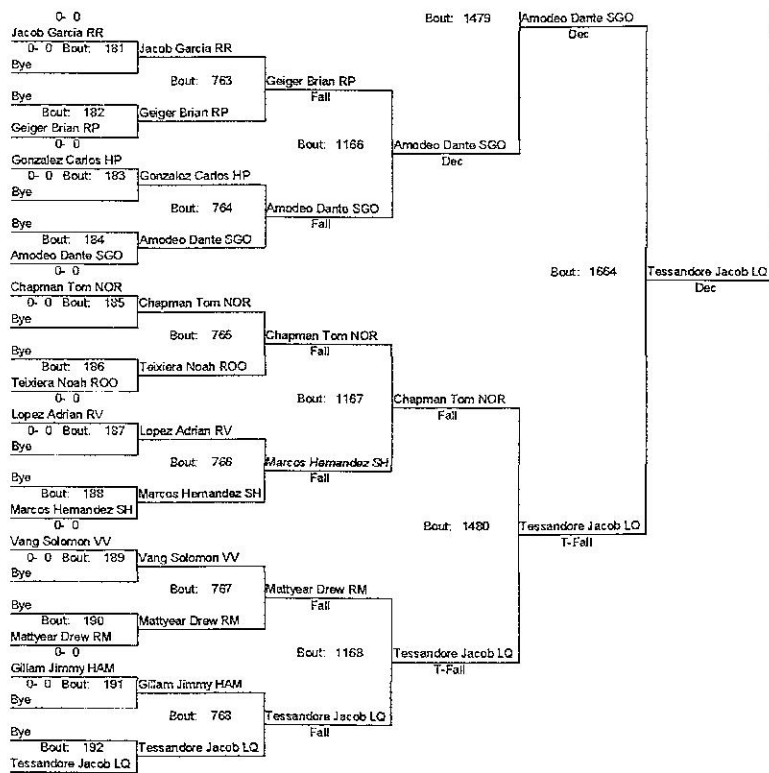 0- 0
Jacob Garcia RR
0- 0 Bout: 181
Bye
Bye
Bout: 182
Geiger Brian RP
0- 0
Gonzalez Carlos HP
0- 0 Bout: 183
Bye
Bye
Bout: 184
Amodeo Dante SGO
0- 0
Chapman Tom NOR
0- 0 Bout: 185
Bye
Bye
Bout: 186
Teixiera Noah ROO
0- 0
Lopez Adrian RV
0- 0 Bout: 187
Bye
Bye
Bout: 188
Marcos Hernandez SH
0- 0
Vang Solomon VV
0- 0 Bout: 189
Bye
Bye
Bout: 190
Mattyear Drew RM
0- 0
Gillam Jimmy HAM
0- 0 Bout: 191
Bye
Bye
Bout: 192
Tessandore Jacob LQ
Jacob Garcia RR
Bout: 763
Geiger Brian RP
Gonzalez Carlos HP
Bout: 764
Amodeo Dante SGO
Chapman Tom NOR
Bout: 765
Teixiera Noah ROO
Lopez Adrian RV
Bout: 766
Marcos Hernandez SH
Vang Solomon VV
Bout: 767
Mattyear Drew RM
Gillam Jimmy HAM
Bout: 768
Tessandore Jacob LQ
Geiger Brian RP
Fall
Bout: 1166
Amodeo Dante SGO
Fall
Chapman Tom NOR
Fall
Bout: 1167
Marcos Hernandez SH
Fall
Mattyear Drew RM
Fall
Bout: 1168
Tessandore Jacob LQ
Fall
Bout: 1479
Amodeo Dante SGO
Dec
Chapman Tom NOR
Fall
Bout: 1480
Tessandore Jacob LQ
T-Fall
Amodeo Dante SGO
Dec
Bout: 1664
Tessandore Jacob LQ
T-Fall
Tessandore Jacob LQ
Dec